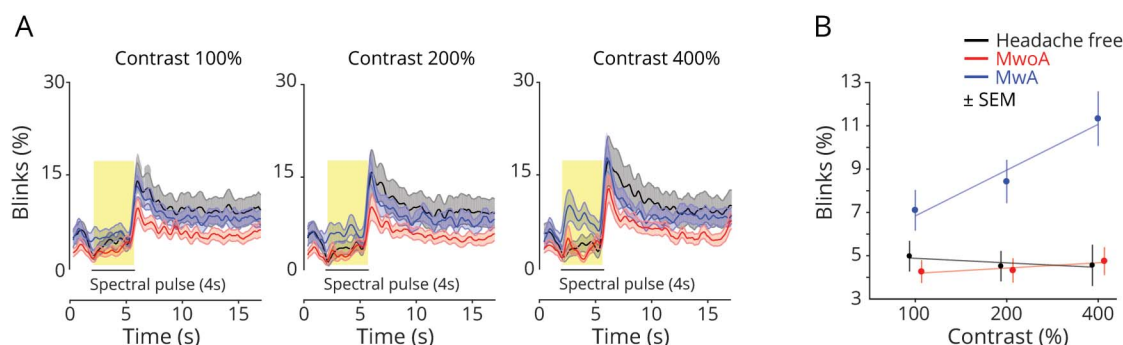 A
Contrast 100%
Contrast 200%
Contrast 400%
Blinks (%)
30
15
0
Spectral pulse (4s)
0 5 10 15
Time (s)
30
15
0
Spectral pulse (4s)
0 5 10 15
Time (s)
30
15
0
Spectral pulse (4s)
0 5 10 15
Time (s)
B
Headache free
MwoA
MwA
± SEM
Blinks (%)
13
11
9
7
5
3
100 200 400
Contrast (%)